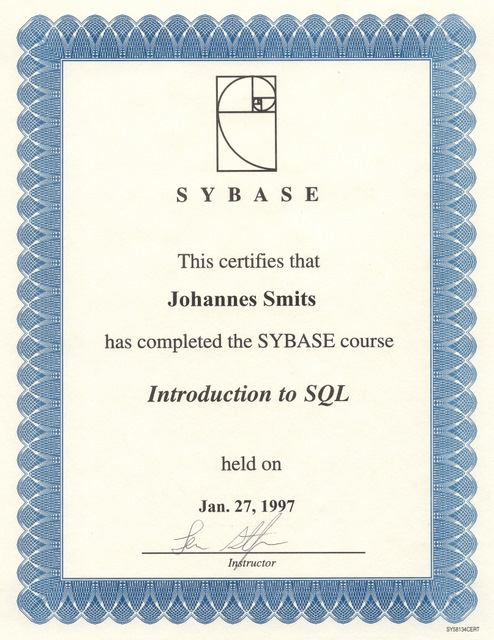 SYBASE
This certifies that
Johannes Smits
has completed the SYBASE course
Introduction to SQL
held on
Jan. 27, 1997
Instructor
SY58134CERT